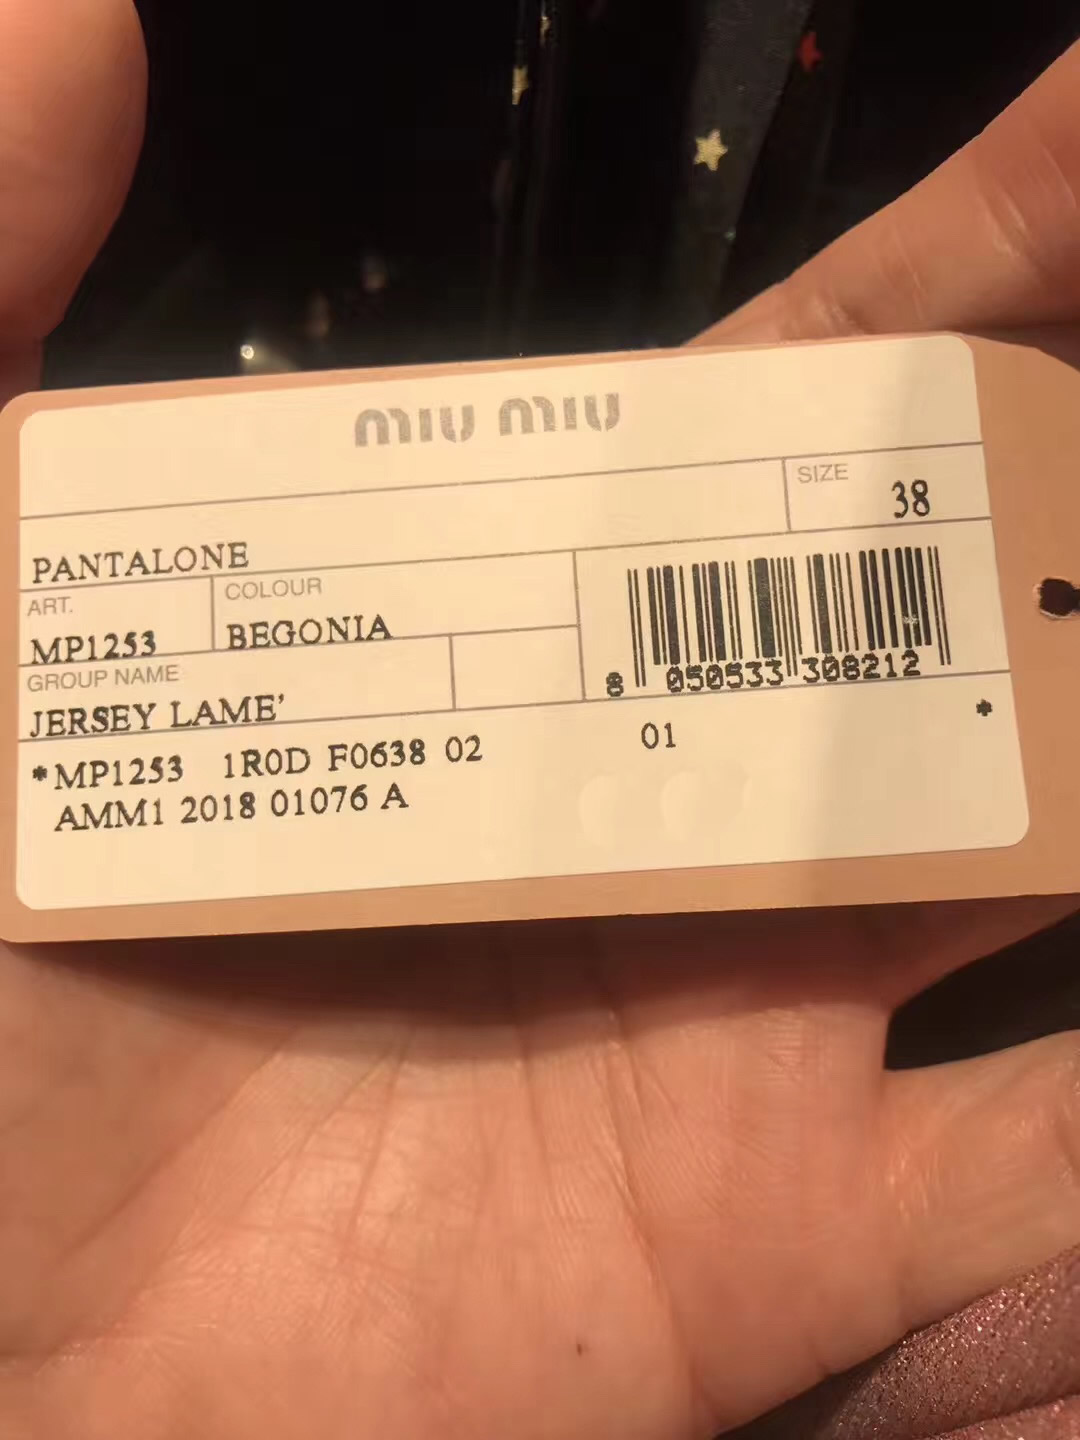 MIU MIU
SIZE
38
PANTALONE
ART.
MP1253
COLOUR
BEGONIA
GROUP NAME
JERSEY LAME'
8 050533 308212
*MP1253 1R0D F0638 02 01 *
AMM1 2018 01076 A